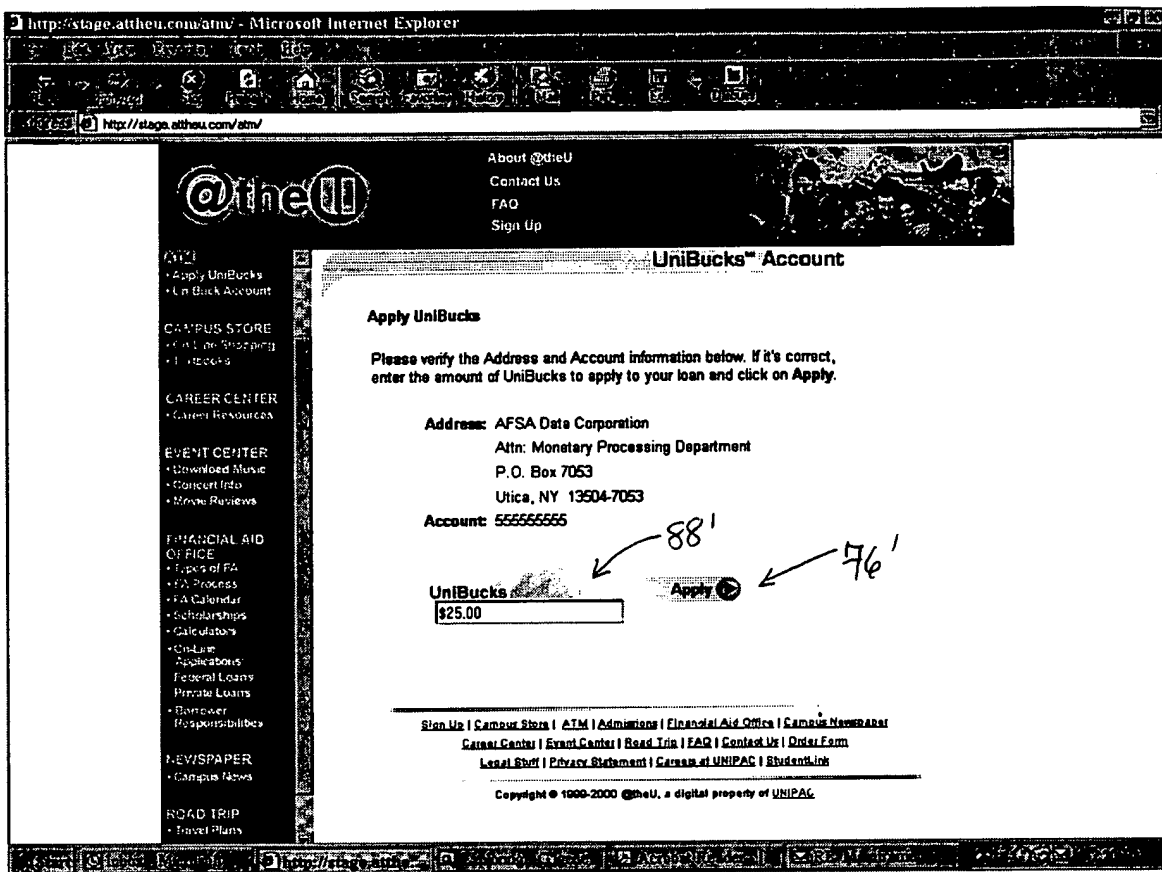 http://stage.attheu.com/atm/ - Microsoft Internet Explorer
http://stage.attheu.com/atm/
@theU
About @theU
Contact Us
FAQ
Sign Up
ATM
• Apply UniBucks
CAMPUS STORE
• On-Line Shopping
• Textbooks
CAREER CENTER
• Career Resources
EVENT CENTER
• Download Music
• Concert Info
• Movie Reviews
FINANCIAL AID
OFFICE
• Types of FA
• FA Process
• FA Calendar
• Scholarships
• Calculators
• On-Line
Applications
Federal Loans
Private Loans
• Borrower
Responsibilities
NEWSPAPER
• Campus News
ROAD TRIP
• Travel Plans
UniBucks℠ Account
Apply UniBucks
Please verify the Address and Account information below. If it's correct,
enter the amount of UniBucks to apply to your loan and click on Apply.
Address: AFSA Data Corporation
Attn: Monetary Processing Department
P.O. Box 7053
Utica, NY 13504-7053
Account: 555555555
88'
76'
UniBucks
Apply
$25.00
Sign Up | Campus Store | ATM | Admissions | Financial Aid Office | Campus Newspaper
Career Center | Event Center | Road Trip | FAQ | Contact Us | Order Form
Legal Stuff | Privacy Statement | Careers at UNIPAC | StudentLink
Copyright © 1999-2000 @theU, a digital property of UNIPAC